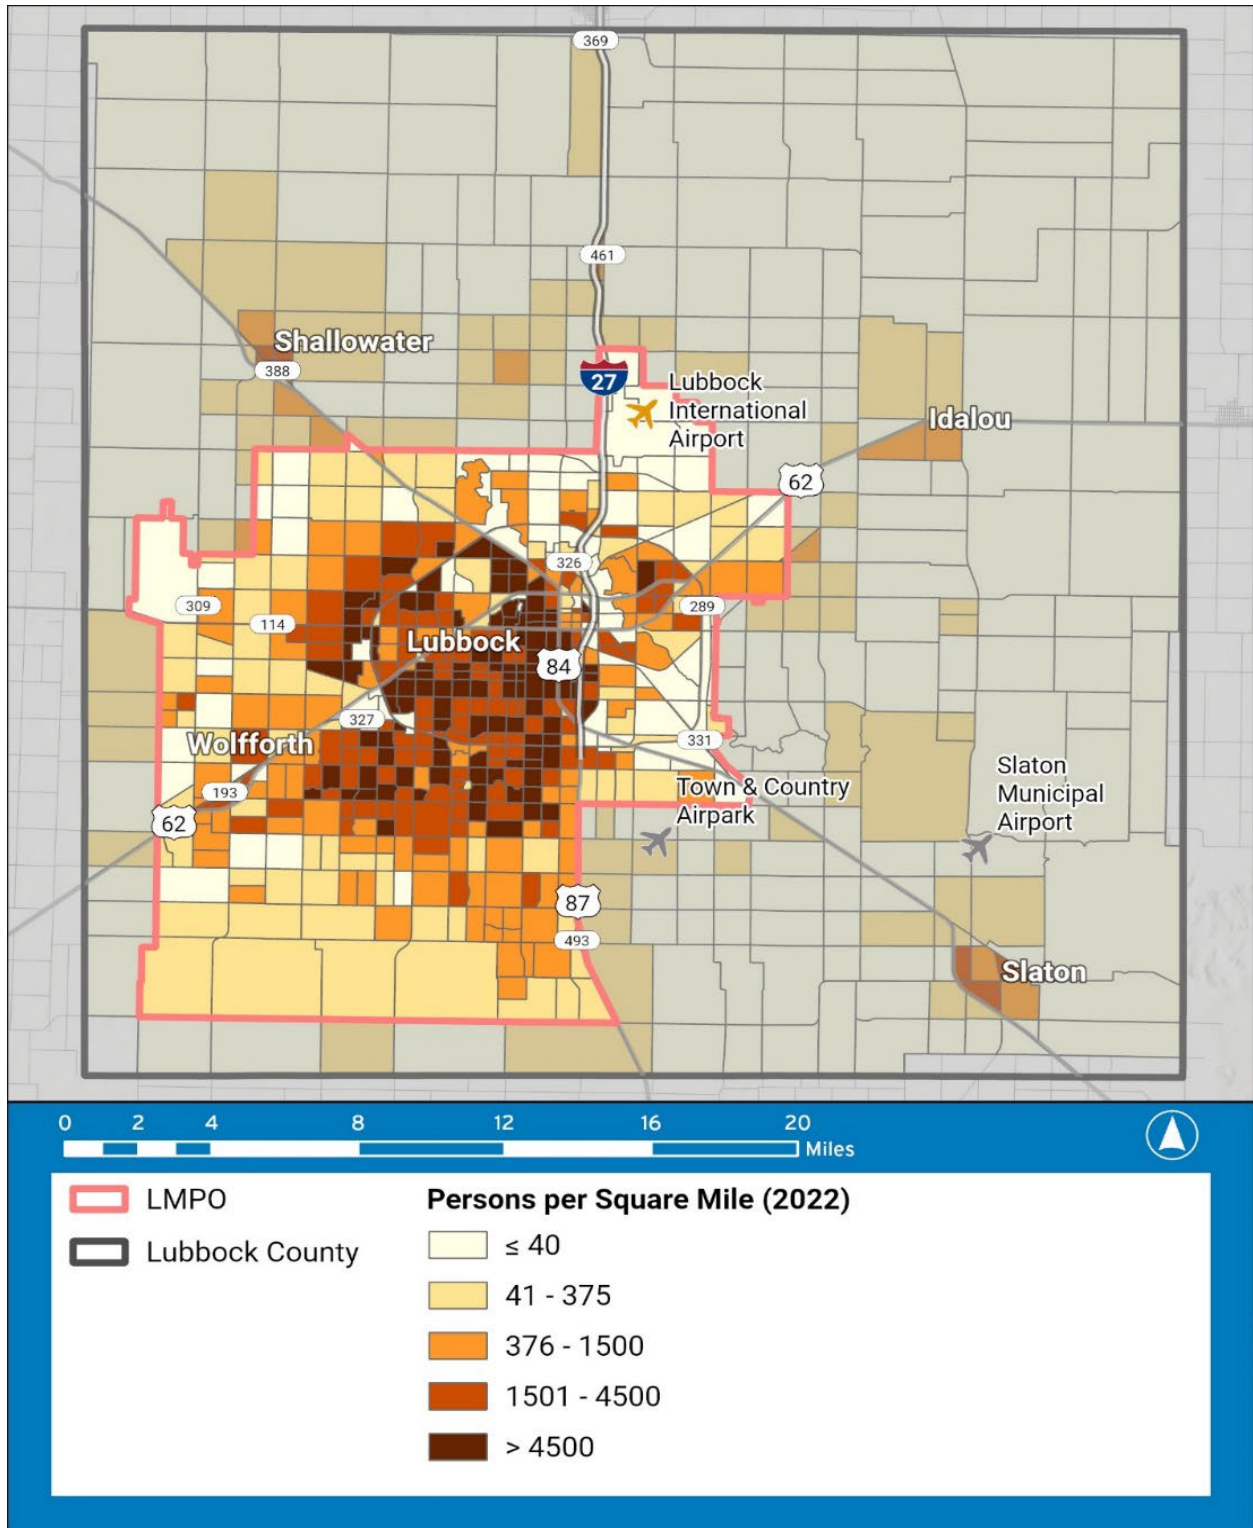 369
461
Shallowater
388
27
Lubbock
International
Airport
Idalou
62
326
309
289
114
Lubbock
84
327
331
Wolfforth
193
Town & Country
Airpark
Slaton
Municipal
Airport
62
87
493
Slaton
0 2 4 8 12 16 20
Miles
LMPO
Lubbock County
Persons per Square Mile (2022)
≤ 40
41 - 375
376 - 1500
1501 - 4500
> 4500